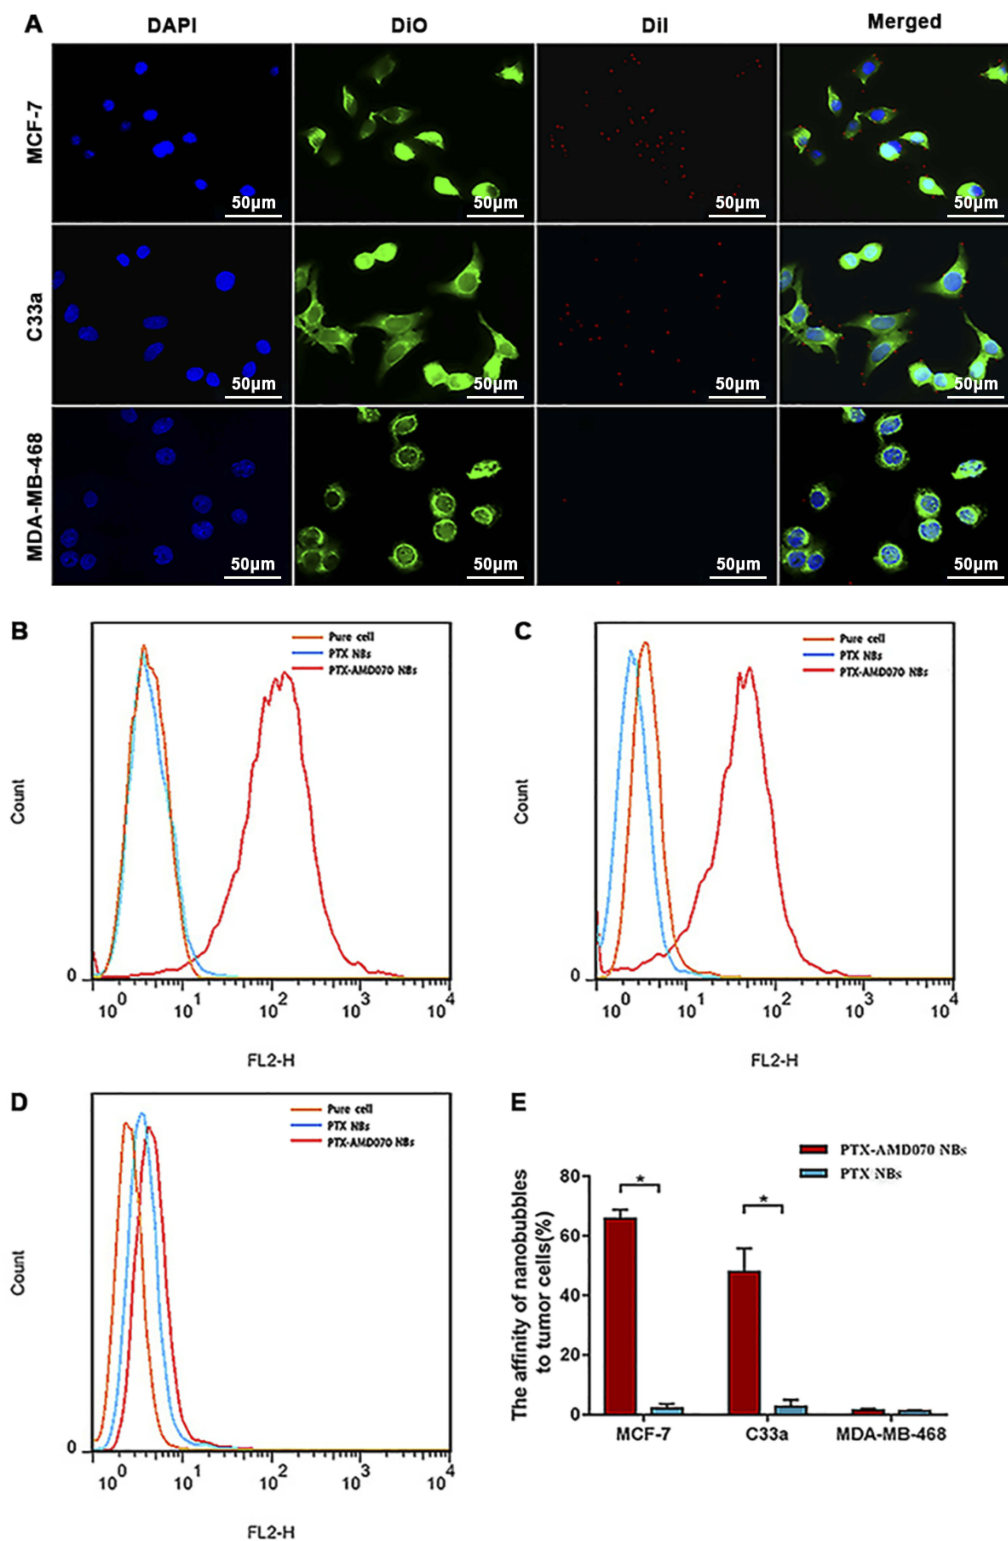 A
DAPI DiO DiI Merged
MCF-7
50μm 50μm 50μm 50μm
C33a
50μm 50μm 50μm 50μm
MDA-MB-468
50μm 50μm 50μm 50μm
B
Pure cell
PTX NBs
PTX-AMD070 NBs
Count
0
10^0 10^1 10^2 10^3 10^4
FL2-H
C
Pure cell
PTX NBs
PTX-AMD070 NBs
Count
0
10^0 10^1 10^2 10^3 10^4
FL2-H
D
Pure cell
PTX NBs
PTX-AMD070 NBs
Count
0
10^0 10^1 10^2 10^3 10^4
FL2-H
E
PTX-AMD070 NBs
PTX NBs
The affinity of nanobubbles
to tumor cells(%)
80
60
40
20
0
* *
MCF-7 C33a MDA-MB-468